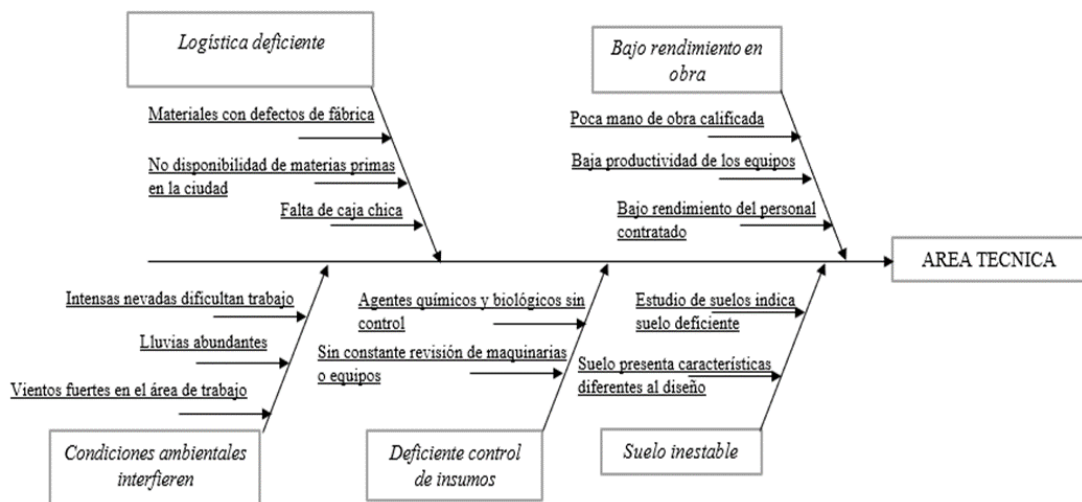 Logística deficiente
Bajo rendimiento en
obra
Materiales con defectos de fábrica
No disponibilidad de materias primas
en la ciudad
Falta de caja chica
Poca mano de obra calificada
Baja productividad de los equipos
Bajo rendimiento del personal
contratado
AREA TECNICA
Intensas nevadas dificultan trabajo
Lluvias abundantes
Vientos fuertes en el área de trabajo
Agentes químicos y biológicos sin
control
Sin constante revisión de maquinarias
o equipos
Estudio de suelos indica
suelo deficiente
Suelo presenta características
diferentes al diseño
Condiciones ambientales
interfieren
Deficiente control
de insumos
Suelo inestable